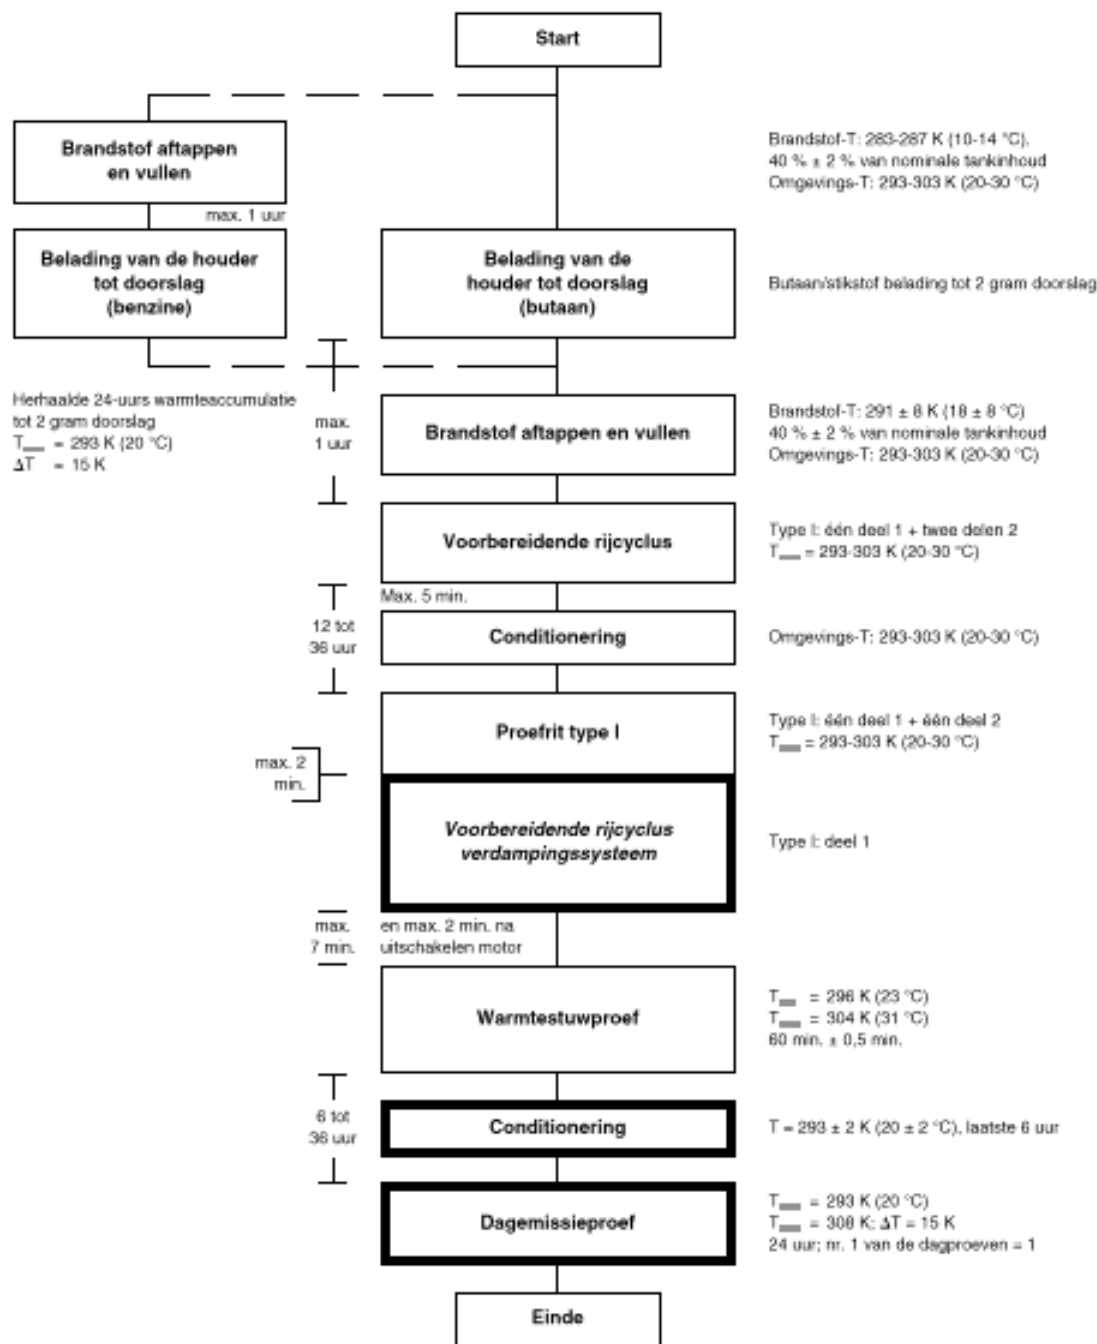 Start
Brandstof aftappen
en vullen
Brandstof-T: 283-287 K (10-14 °C).
40 % ± 2 % van nominale tankinhoud
Omgevings-T: 293-303 K (20-30 °C)
max. 1 uur
Belading van de houder
tot doorslag
(benzine)
Belading van de
houder tot doorslag
(butaan)
Butaan/stikstof belading tot 2 gram doorslag
Herhaalde 24-uurs warmteaccumulatie
tot 2 gram doorslag
T = 293 K (20 °C)
ΔT = 15 K
max.
1 uur
Brandstof aftappen en vullen
Brandstof-T: 291 ± 8 K (18 ± 8 °C)
40 % ± 2 % van nominale tankinhoud
Omgevings-T: 293-303 K (20-30 °C)
Voorbereidende rijcyclus
Type I: één deel 1 + twee delen 2
T = 293-303 K (20-30 °C)
Max. 5 min.
12 tot
36 uur
Conditionering
Omgevings-T: 293-303 K (20-30 °C)
Proefrit type I
Type I: één deel 1 + één deel 2
T = 293-303 K (20-30 °C)
max. 2
min.
Voorbereidende rijcyclus
verdampingssysteem
Type I: deel 1
max.
7 min.
en max. 2 min. na
uitschakelen motor
Warmtestuwproef
T = 296 K (23 °C)
T = 304 K (31 °C)
60 min. ± 0,5 min.
6 tot
36 uur
Conditionering
T = 293 ± 2 K (20 ± 2 °C), laatste 6 uur
Dagemissieproef
T = 293 K (20 °C)
T = 308 K; ΔT = 15 K
24 uur; nr. 1 van de dagproeven = 1
Einde